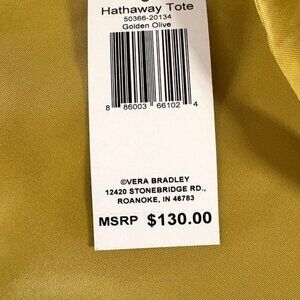 Hathaway Tote
50366-20134
Golden Olive
8 86003 66102 4
©VERA BRADLEY
12420 STONEBRIDGE RD.,
ROANOKE, IN 46783
MSRP $130.00